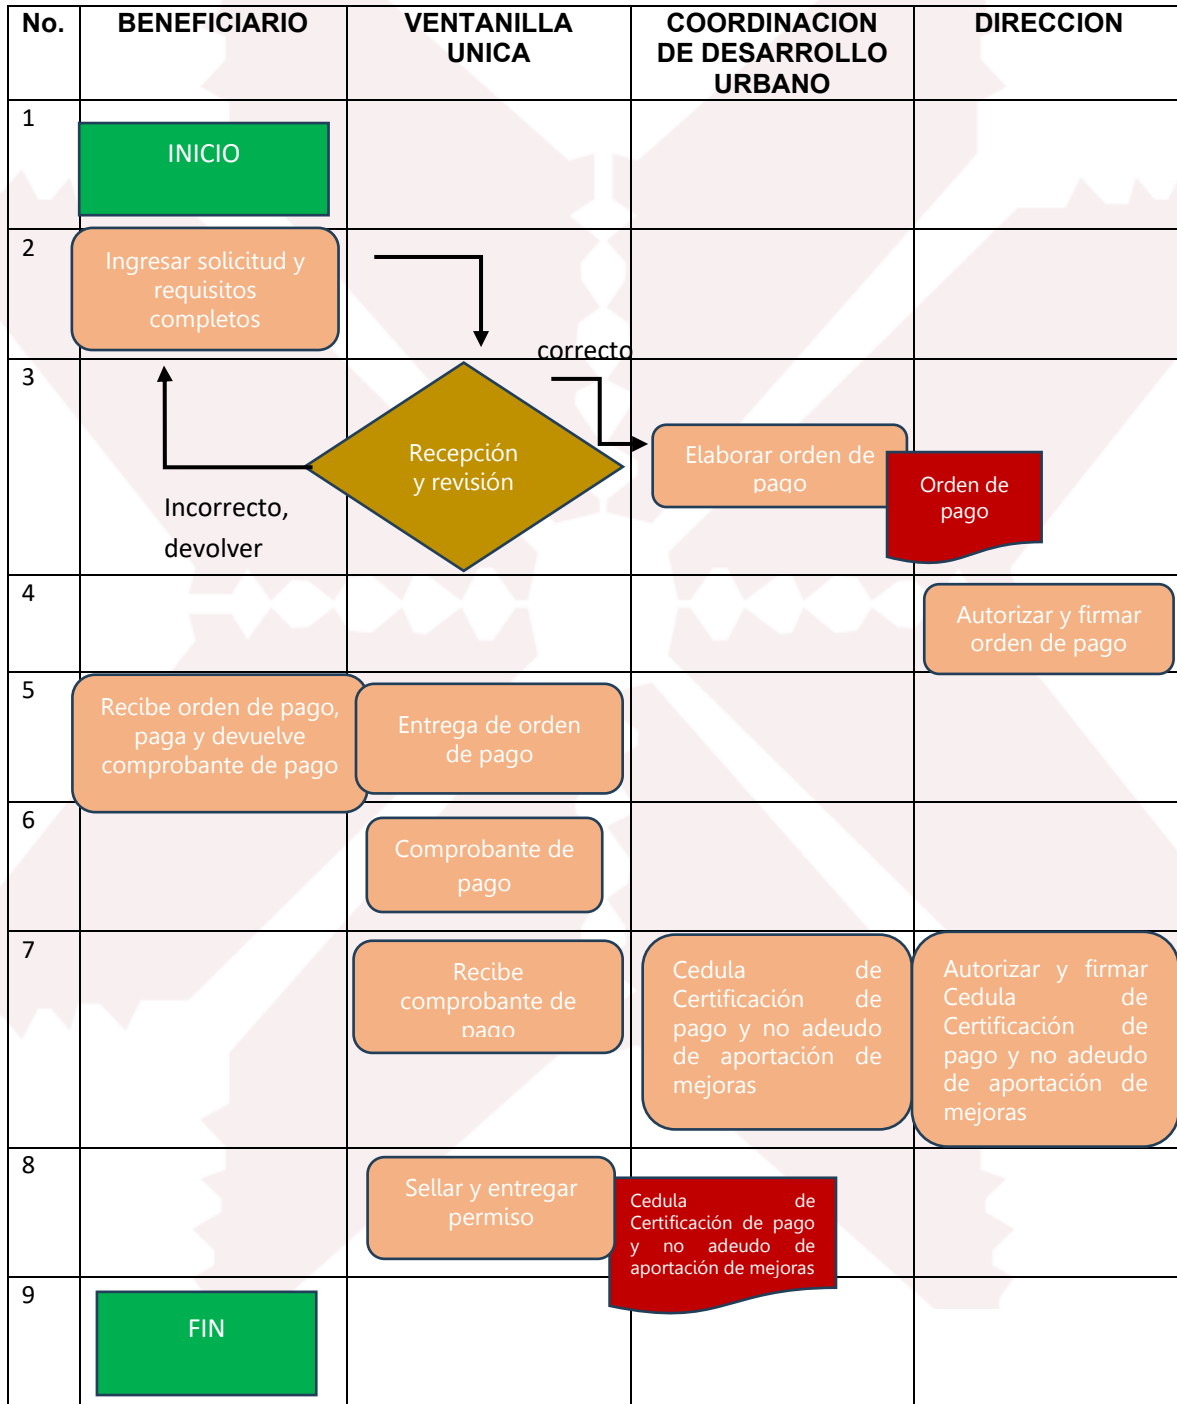 No.
BENEFICIARIO
VENTANILLA
UNICA
COORDINACION
DE DESARROLLO
URBANO
DIRECCION
1
INICIO
2
Ingresar solicitud y
requisitos
completos
correcto
3
Recepción
y revisión
Incorrecto,
devolver
Elaborar orden de
pago
Orden de
pago
4
Autorizar y firmar
orden de pago
5
Recibe orden de pago,
paga y devuelve
comprobante de pago
Entrega de orden
de pago
6
Comprobante de
pago
7
Recibe
comprobante de
pago
Cedula de
Certificación de
pago y no adeudo
de aportación de
mejoras
Autorizar y firmar
Cedula de
Certificación de
pago y no adeudo
de aportación de
mejoras
8
Sellar y entregar
permiso
Cedula de
Certificación de pago
y no adeudo de
aportación de mejoras
9
FIN